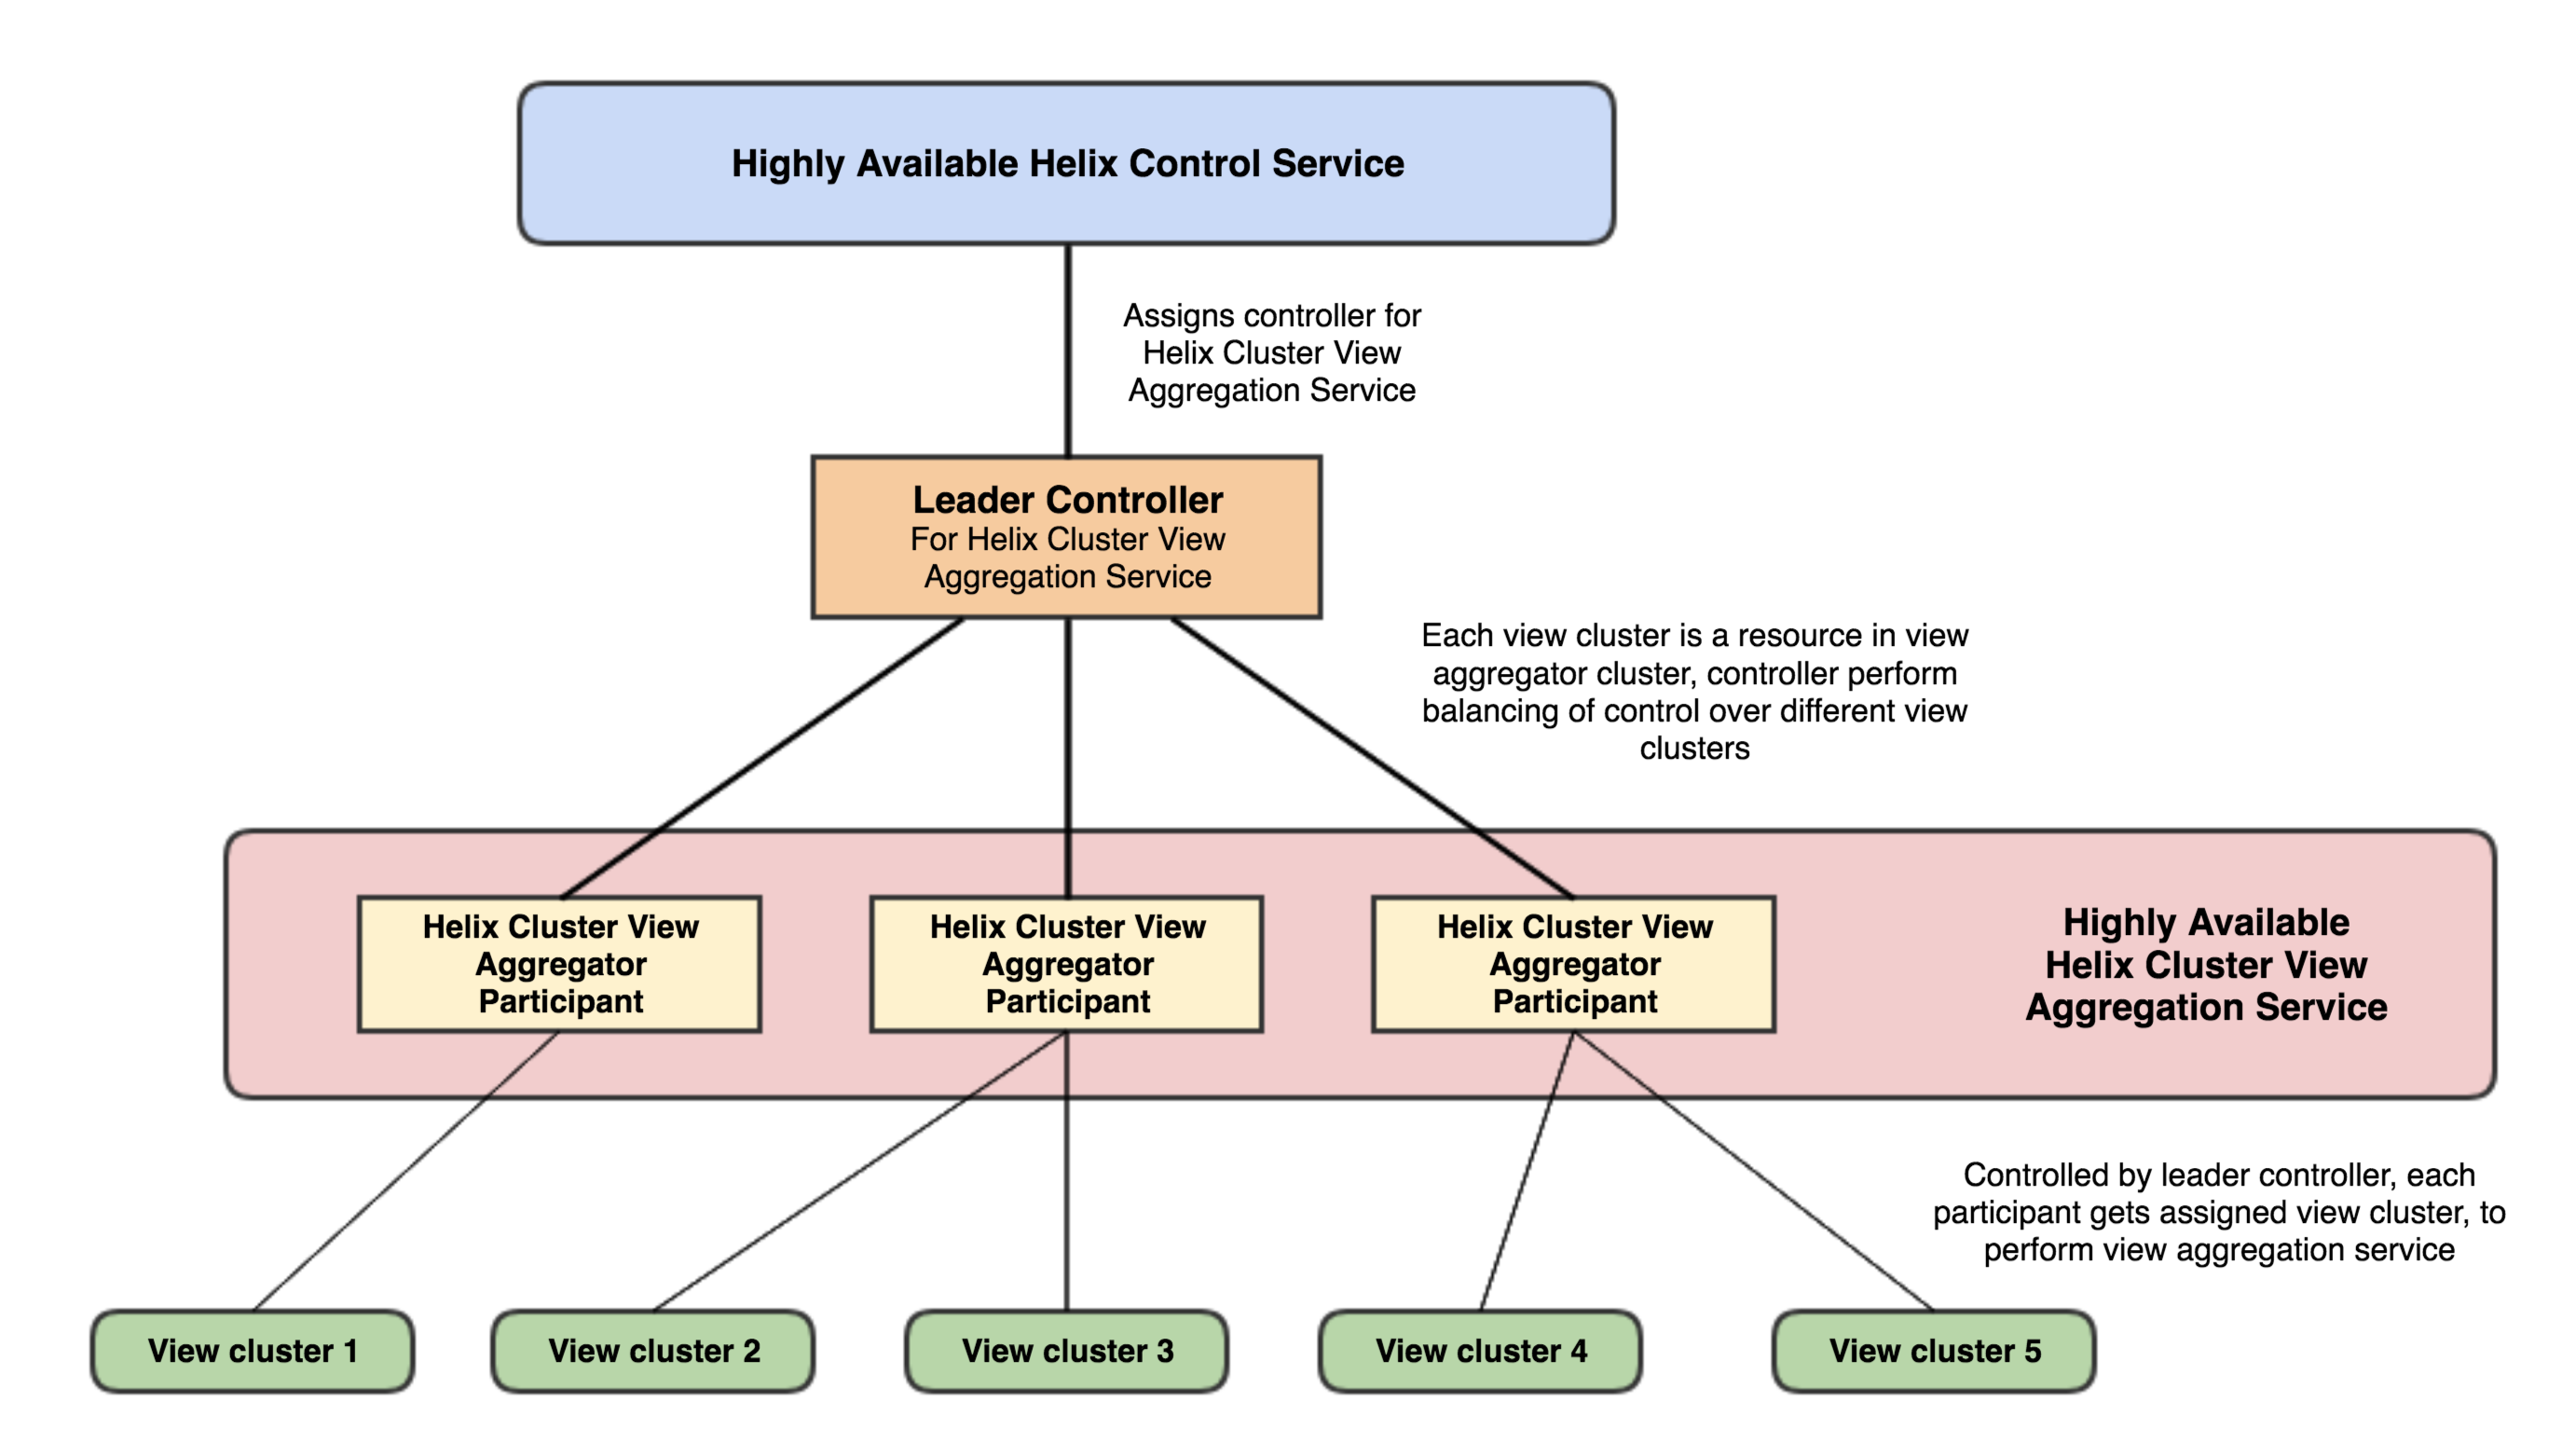 Highly Available Helix Control Service
Assigns controller for
Helix Cluster View
Aggregation Service
Leader Controller
For Helix Cluster View
Aggregation Service
Each view cluster is a resource in view
aggregator cluster, controller perform
balancing of control over different view
clusters
Helix Cluster View
Aggregator
Participant
Helix Cluster View
Aggregator
Participant
Helix Cluster View
Aggregator
Participant
Highly Available
Helix Cluster View
Aggregation Service
Controlled by leader controller, each
participant gets assigned view cluster, to
perform view aggregation service
View cluster 1
View cluster 2
View cluster 3
View cluster 4
View cluster 5